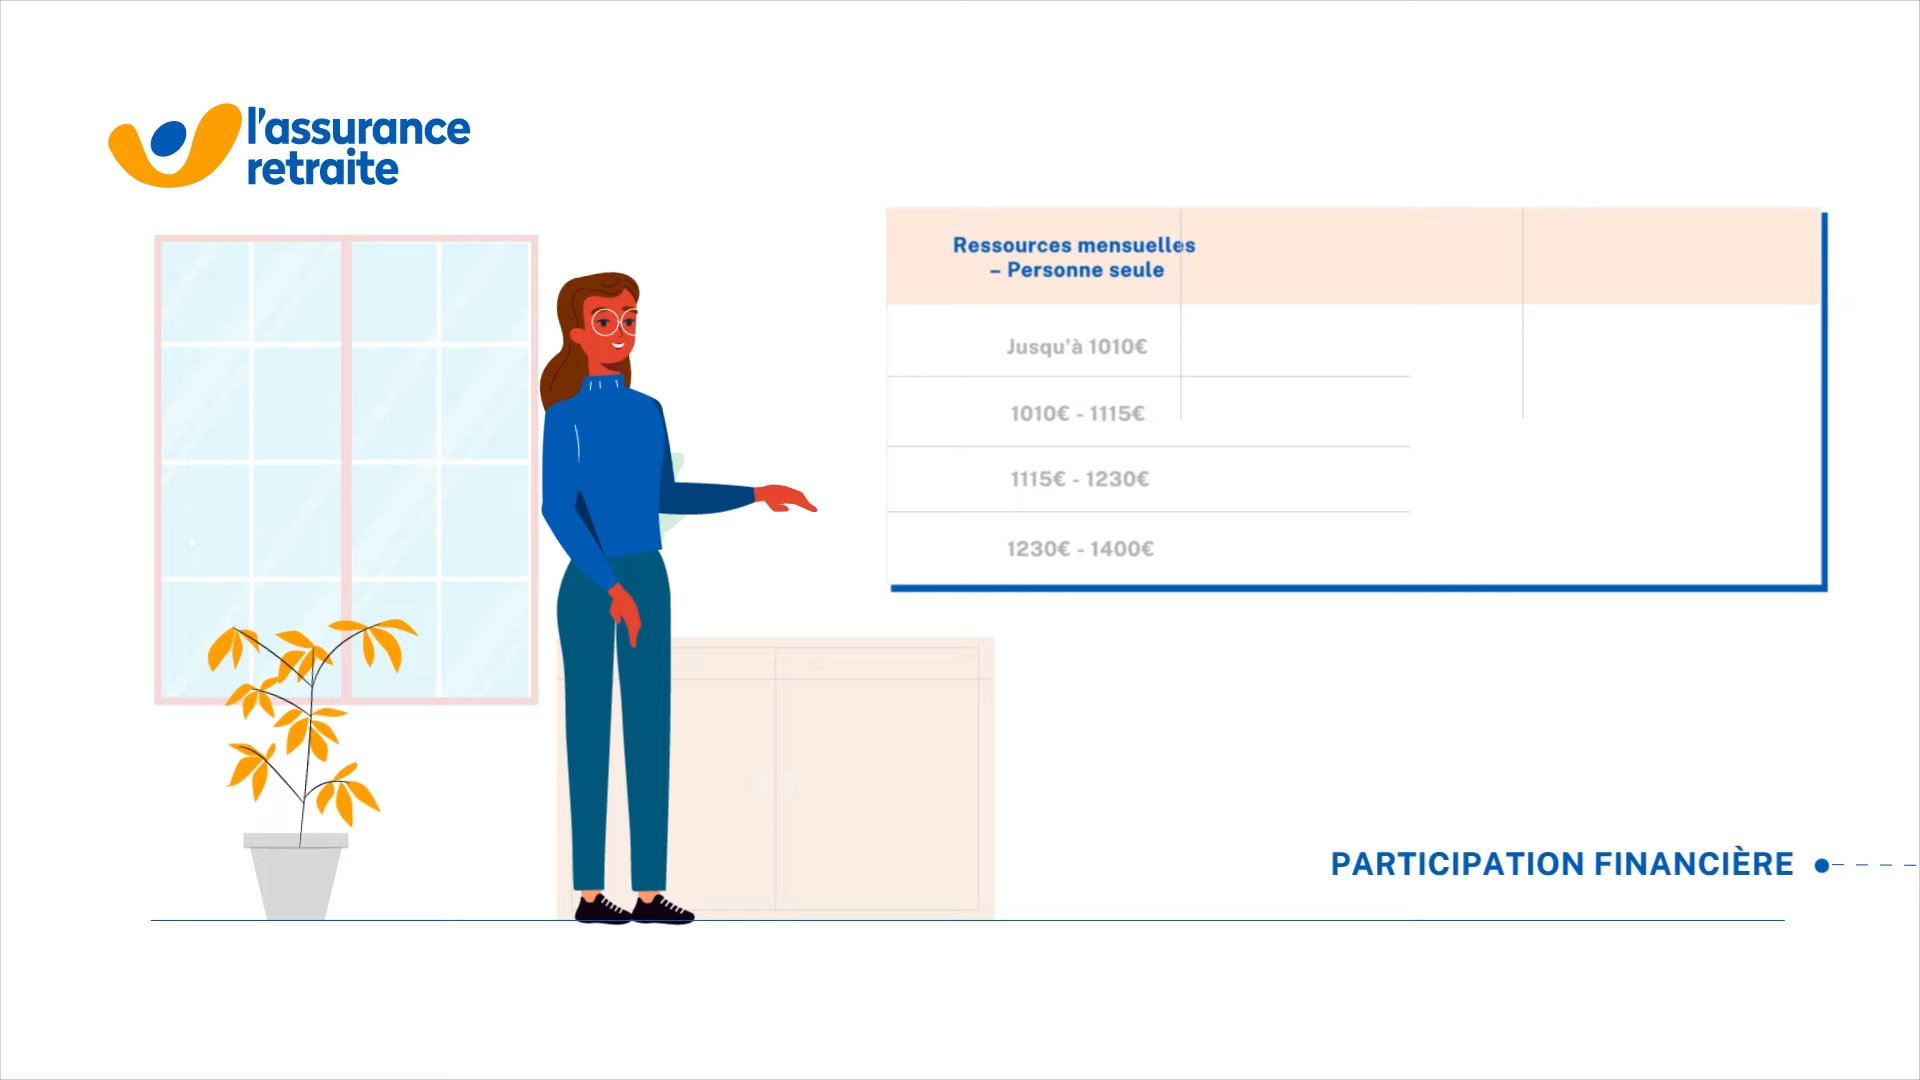 l'assurance
retraite
Ressources mensuelles
– Personne seule
Jusqu'à 1010€
1010€ - 1115€
1115€ - 1230€
1230€ - 1400€
PARTICIPATION FINANCIÈRE